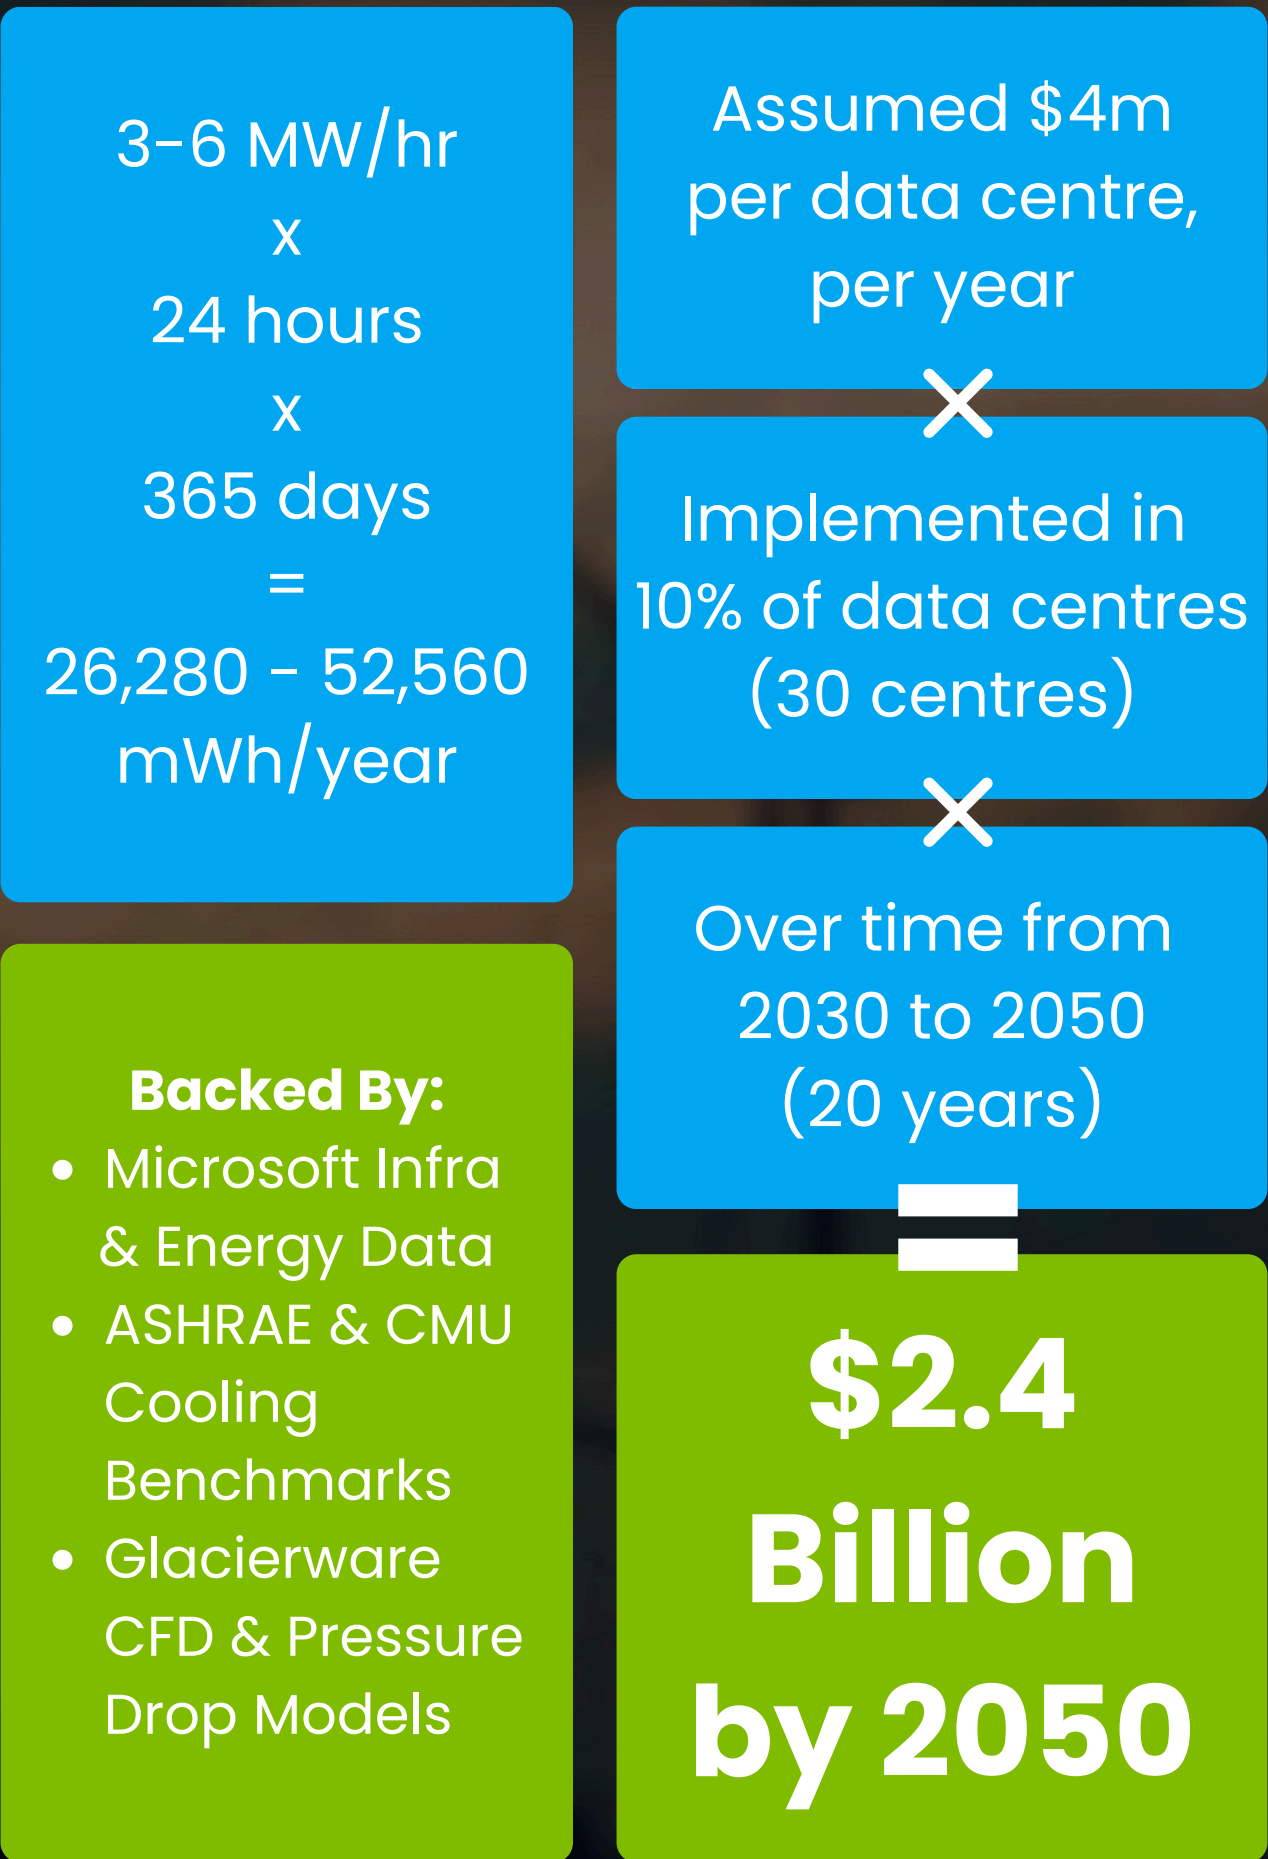 3-6 MW/hr
x
24 hours
x
365 days
=
26,280 - 52,560
mWh/year
Backed By:
• Microsoft Infra
& Energy Data
• ASHRAE & CMU
Cooling
Benchmarks
• Glacierware
CFD & Pressure
Drop Models
Assumed $4m
per data centre,
per year
×
Implemented in
10% of data centres
(30 centres)
×
Over time from
2030 to 2050
(20 years)
=
$2.4
Billion
by 2050